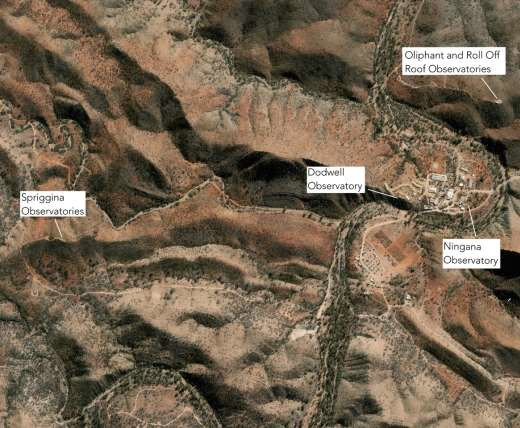 Oliphant and Roll Off
Roof Observatories
Dodwell
Observatory
Spriggina
Observatories
Ningana
Observatory